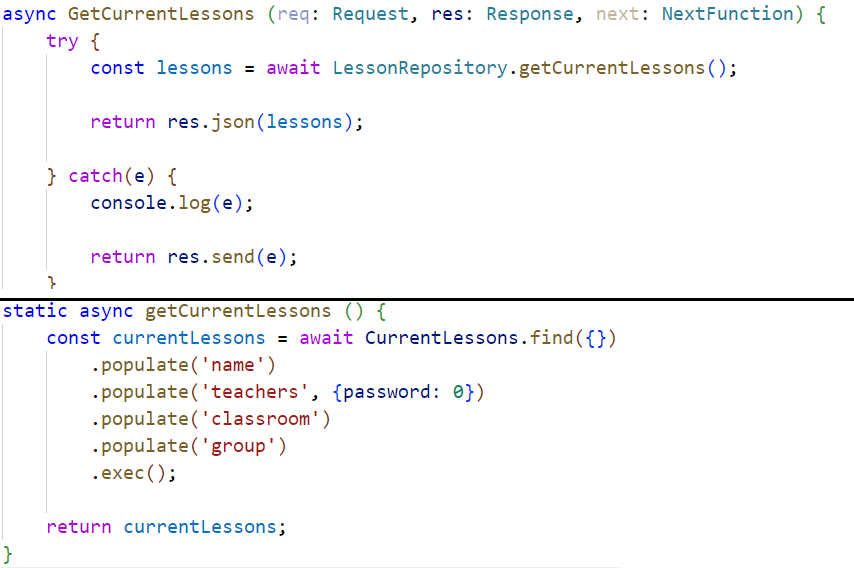 async GetCurrentLessons (req: Request, res: Response, next: NextFunction) {
try {
const lessons = await LessonRepository.getCurrentLessons();
return res.json(lessons);
} catch(e) {
console.log(e);
return res.send(e);
}
static async getCurrentLessons () {
const currentLessons = await CurrentLessons.find({})
.populate('name')
.populate('teachers', {password: 0})
.populate('classroom')
.populate('group')
.exec();
return currentLessons;
}